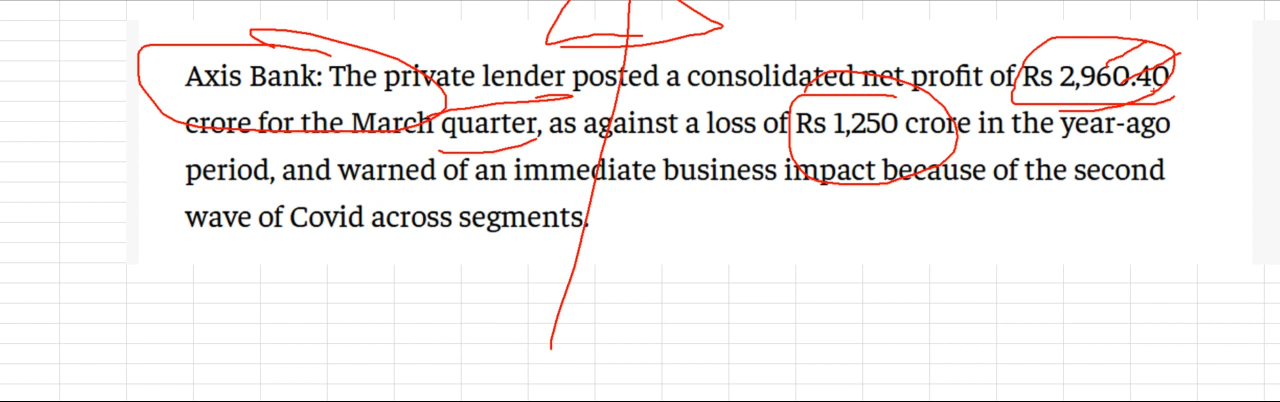 Axis Bank: The private lender posted a consolidated net profit of Rs 2,960.40
crore for the March quarter, as against a loss of Rs 1,250 crore in the year-ago
period, and warned of an immediate business impact because of the second
wave of Covid across segments.